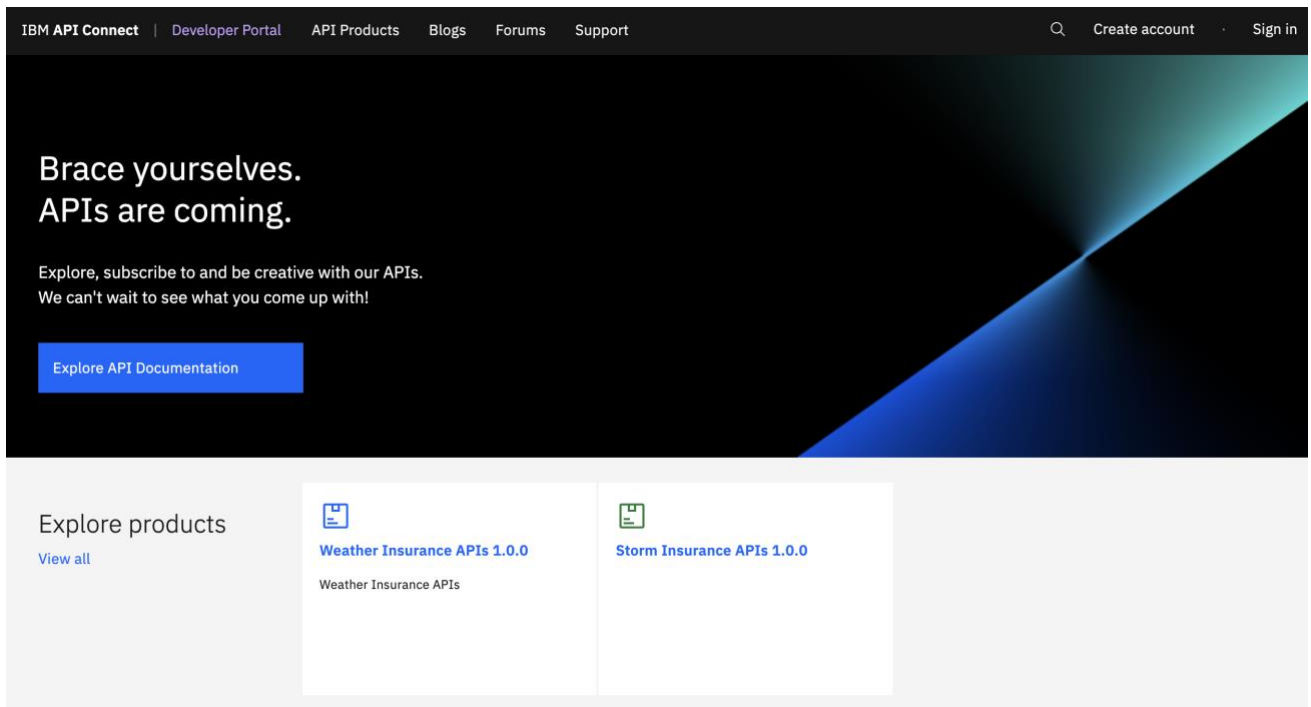 IBM API Connect | Developer Portal API Products Blogs Forums Support Create account · Sign in
Brace yourselves.
APIs are coming.
Explore, subscribe to and be creative with our APIs.
We can't wait to see what you come up with!
Explore API Documentation
Explore products
View all
Weather Insurance APIs 1.0.0
Weather Insurance APIs
Storm Insurance APIs 1.0.0